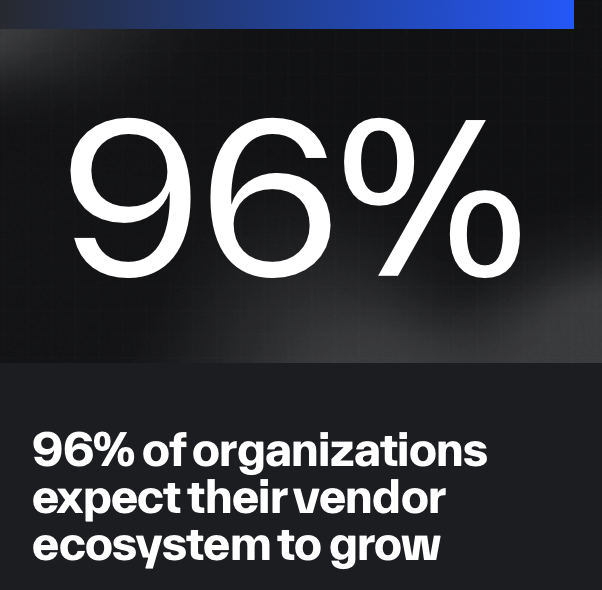 96%
96% of organizations
expect their vendor
ecosystem to grow